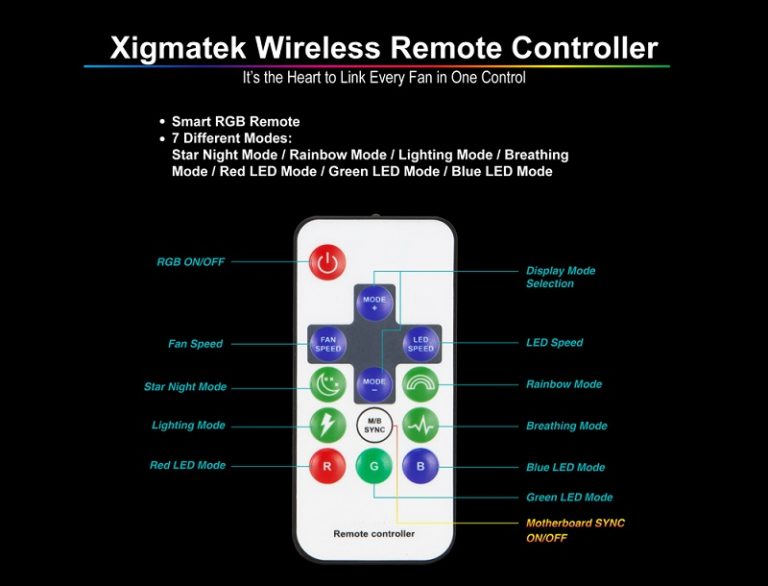 Xigmatek Wireless Remote Controller
It's the Heart to Link Every Fan in One Control
• Smart RGB Remote
• 7 Different Modes:
Star Night Mode / Rainbow Mode / Lighting Mode / Breathing
Mode / Red LED Mode / Green LED Mode / Blue LED Mode
RGB ON/OFF
Display Mode
Selection
MODE
+
Fan Speed
FAN
SPEED
LED
SPEED
LED Speed
Star Night Mode
MODE
–
Rainbow Mode
Lighting Mode
M/B
SYNC
Breathing Mode
Red LED Mode
R
G
B
Blue LED Mode
Green LED Mode
Motherboard SYNC
ON/OFF
Remote controller